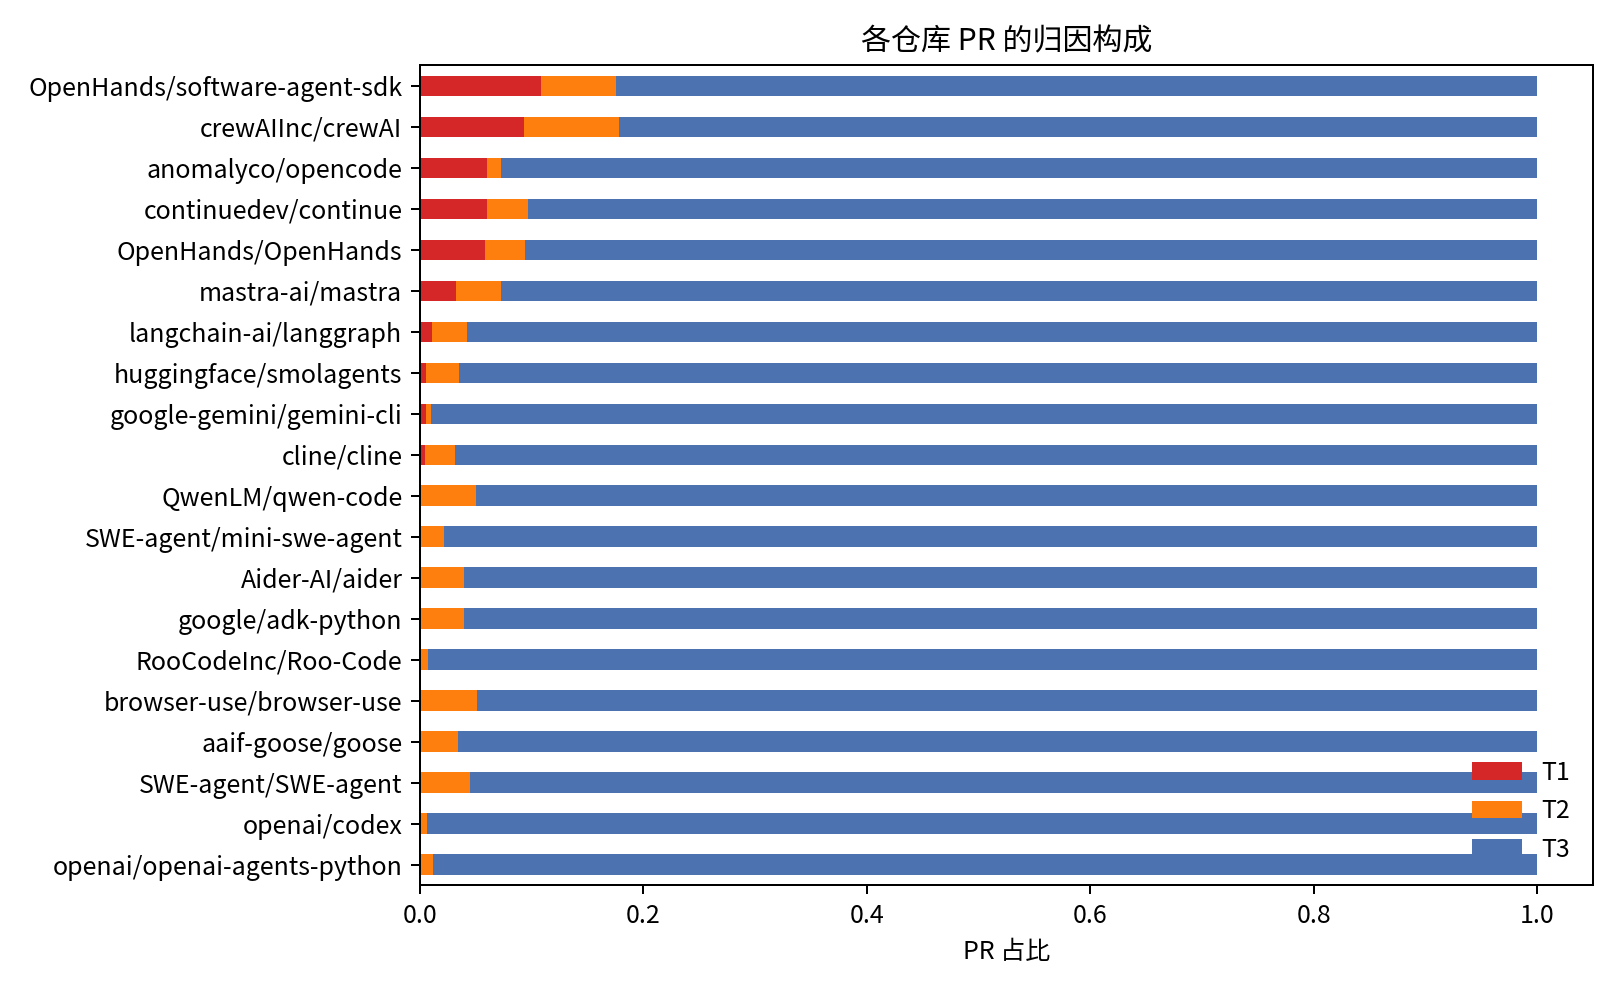 各仓库 PR 的归因构成
OpenHands/software-agent-sdk
crewAIInc/crewAI
anomalyco/opencode
continuedev/continue
OpenHands/OpenHands
mastra-ai/mastra
langchain-ai/langgraph
huggingface/smolagents
google-gemini/gemini-cli
cline/cline
QwenLM/qwen-code
SWE-agent/mini-swe-agent
Aider-AI/aider
google/adk-python
RooCodeInc/Roo-Code
browser-use/browser-use
aaif-goose/goose
SWE-agent/SWE-agent
openai/codex
openai/openai-agents-python
T1
T2
T3
0.0 0.2 0.4 0.6 0.8 1.0
PR 占比